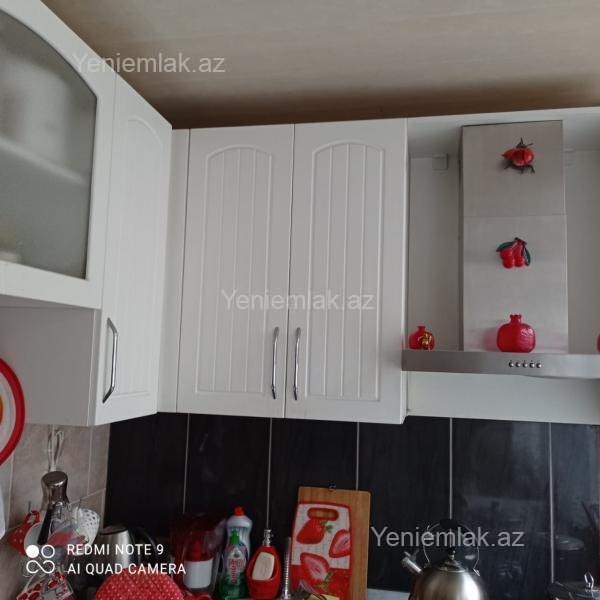 Yeniemlak.az
Yeniemlak.az
Yeniemlak.az
REDMI NOTE 9
AI QUAD CAMERA